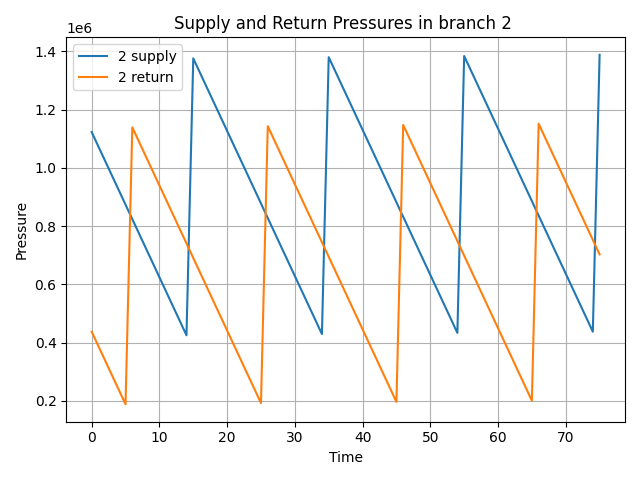 Supply and Return Pressures in branch 2
1e6
2 supply
2 return
1.4
1.2
1.0
0.8
0.6
0.4
0.2
Pressure
0 10 20 30 40 50 60 70
Time